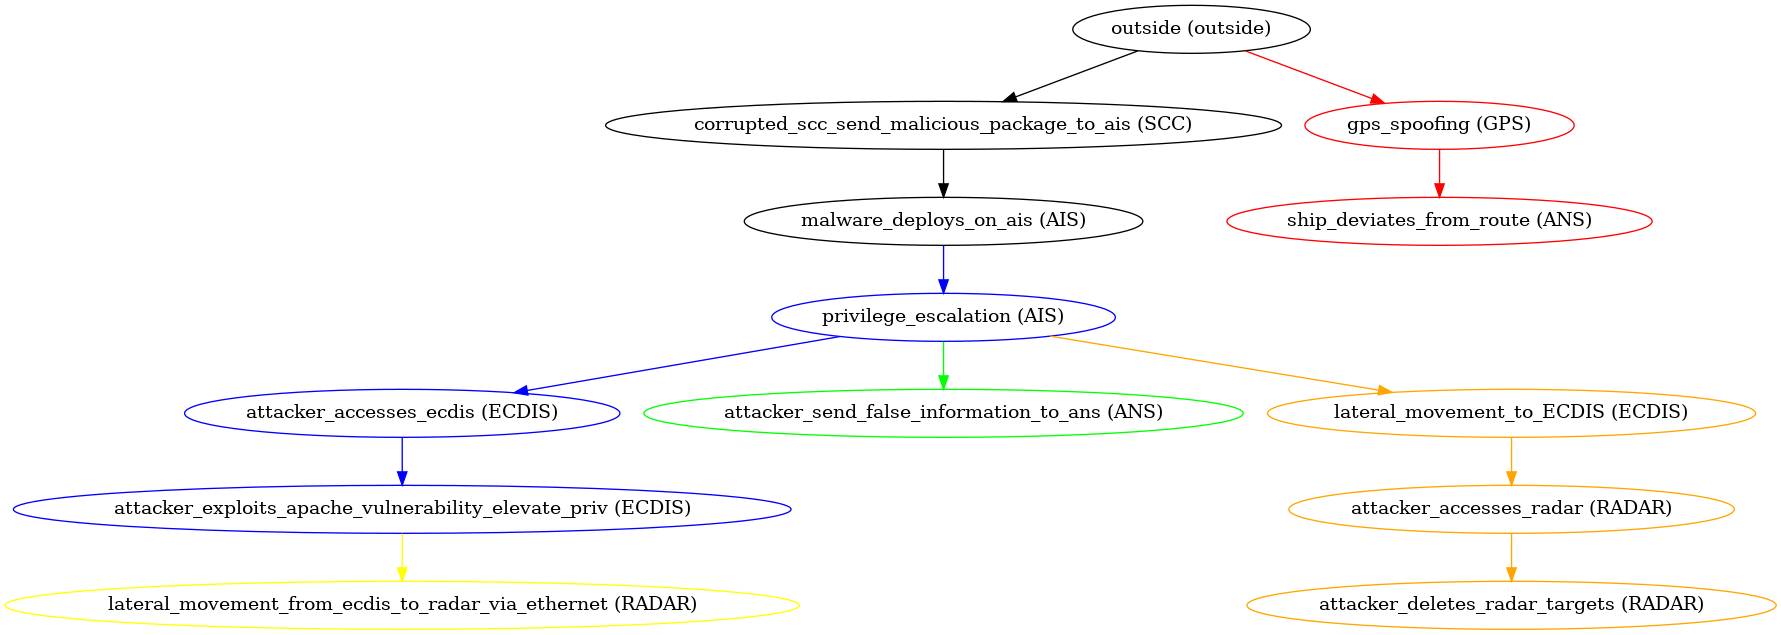 outside (outside)
corrupted_scc_send_malicious_package_to_ais (SCC)
gps_spoofing (GPS)
malware_deploys_on_ais (AIS)
ship_deviates_from_route (ANS)
privilege_escalation (AIS)
attacker_accesses_ecdis (ECDIS)
attacker_send_false_information_to_ans (ANS)
lateral_movement_to_ECDIS (ECDIS)
attacker_exploits_apache_vulnerability_elevate_priv (ECDIS)
attacker_accesses_radar (RADAR)
lateral_movement_from_ecdis_to_radar_via_ethernet (RADAR)
attacker_deletes_radar_targets (RADAR)